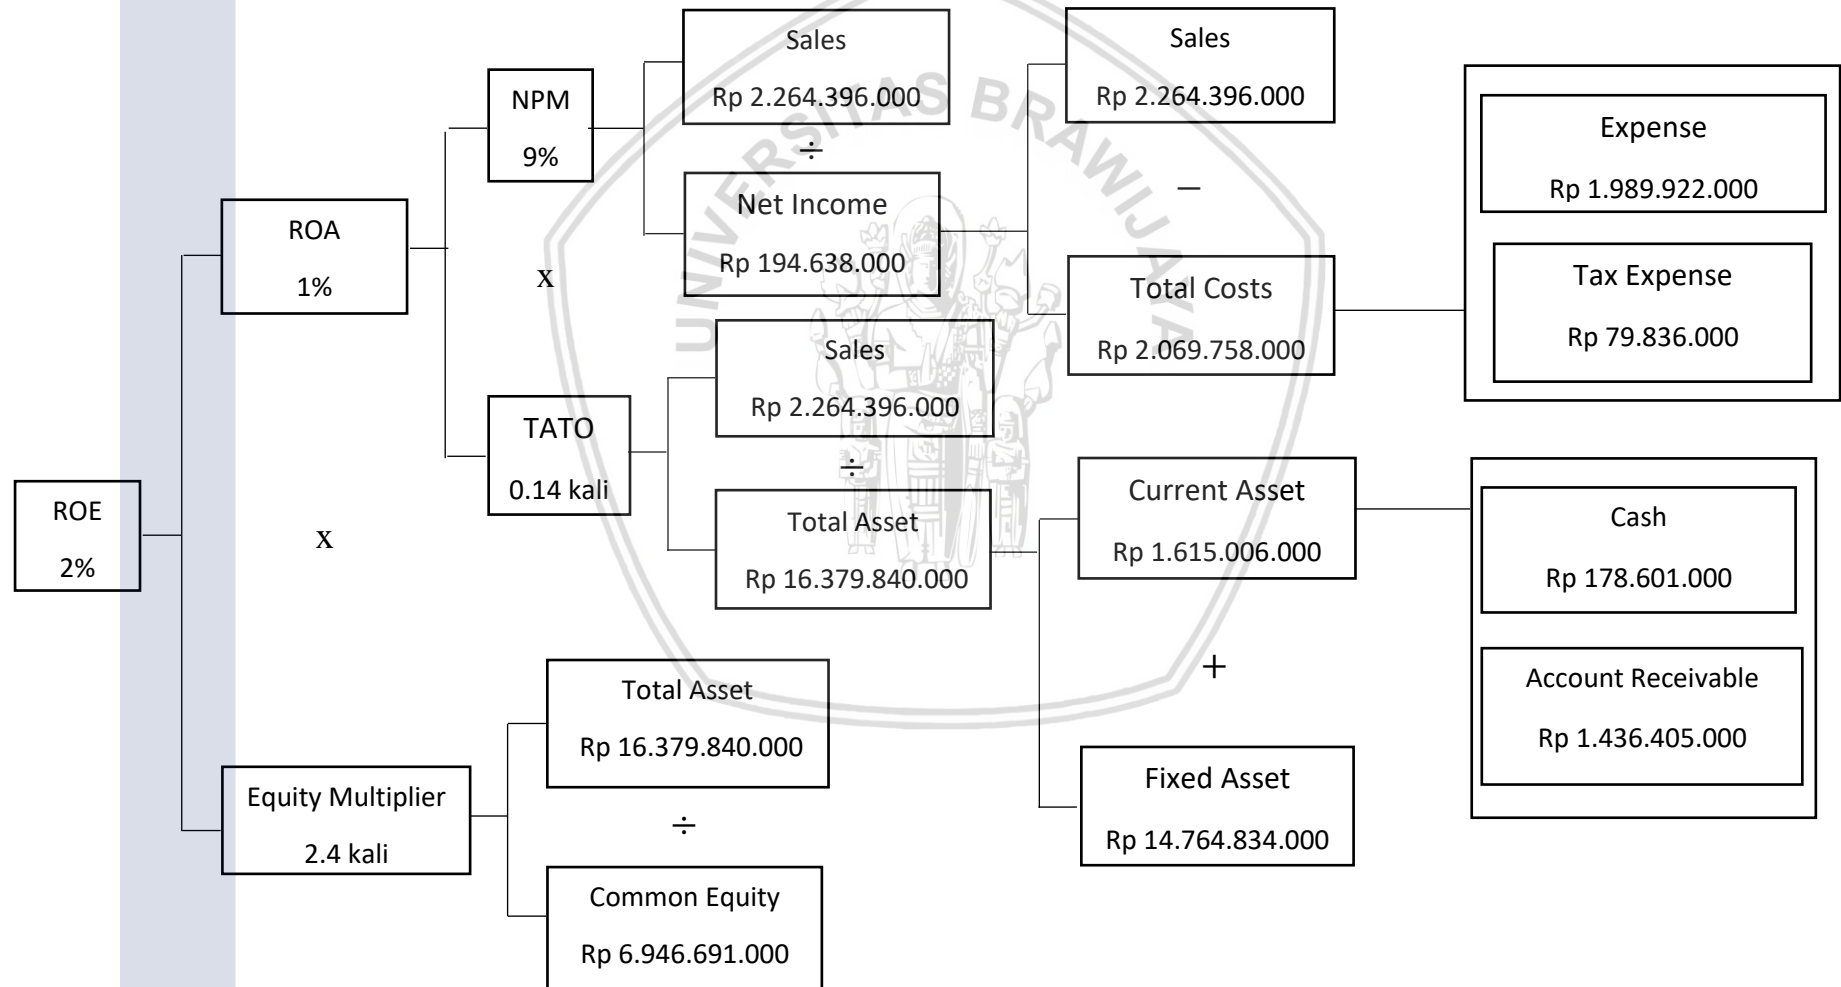 Sales
Rp 2.264.396.000
÷
Net Income
Rp 194.638.000
Sales
Rp 2.264.396.000
–
Total Costs
Rp 2.069.758.000
Expense
Rp 1.989.922.000
Tax Expense
Rp 79.836.000
NPM
9%
ROA
1%
x
TATO
0.14 kali
Sales
Rp 2.264.396.000
÷
Total Asset
Rp 16.379.840.000
Current Asset
Rp 1.615.006.000
+
Fixed Asset
Rp 14.764.834.000
Cash
Rp 178.601.000
Account Receivable
Rp 1.436.405.000
ROE
2%
x
Equity Multiplier
2.4 kali
Total Asset
Rp 16.379.840.000
÷
Common Equity
Rp 6.946.691.000
UNIVERSITAS BRAWIJAYA